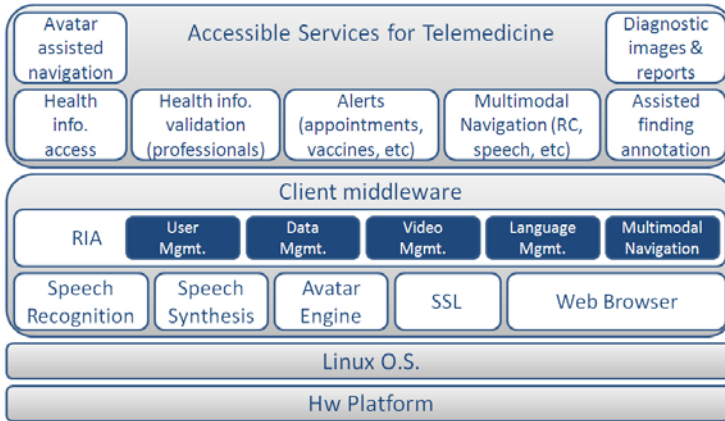 Avatar
assisted
navigation
Accessible Services for Telemedicine
Diagnostic
images &
reports
Health
info.
access
Health info.
validation
(professionals)
Alerts
(appointments,
vaccines, etc)
Multimodal
Navigation (RC,
speech, etc)
Assisted
finding
annotation
Client middleware
RIA
User
Mgmt.
Data
Mgmt.
Video
Mgmt.
Language
Mgmt.
Multimodal
Navigation
Speech
Recognition
Speech
Synthesis
Avatar
Engine
SSL
Web Browser
Linux O.S.
Hw Platform